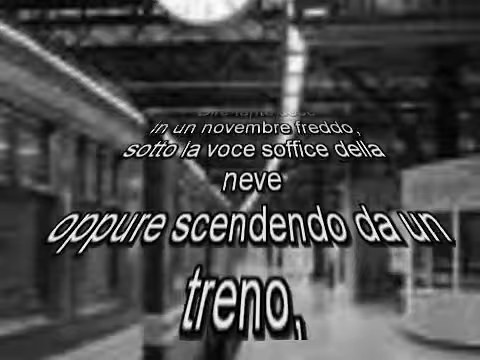 in un novembre freddo,
sotto la voce soffice della
neve
oppure scendendo da un
treno,